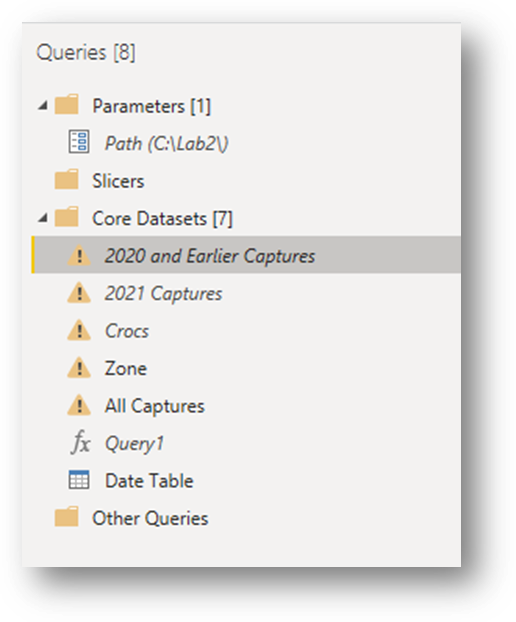 Queries [8]
Parameters [1]
Path (C:\Lab2\)
Slicers
Core Datasets [7]
2020 and Earlier Captures
2021 Captures
Crocs
Zone
All Captures
fx Query1
Date Table
Other Queries